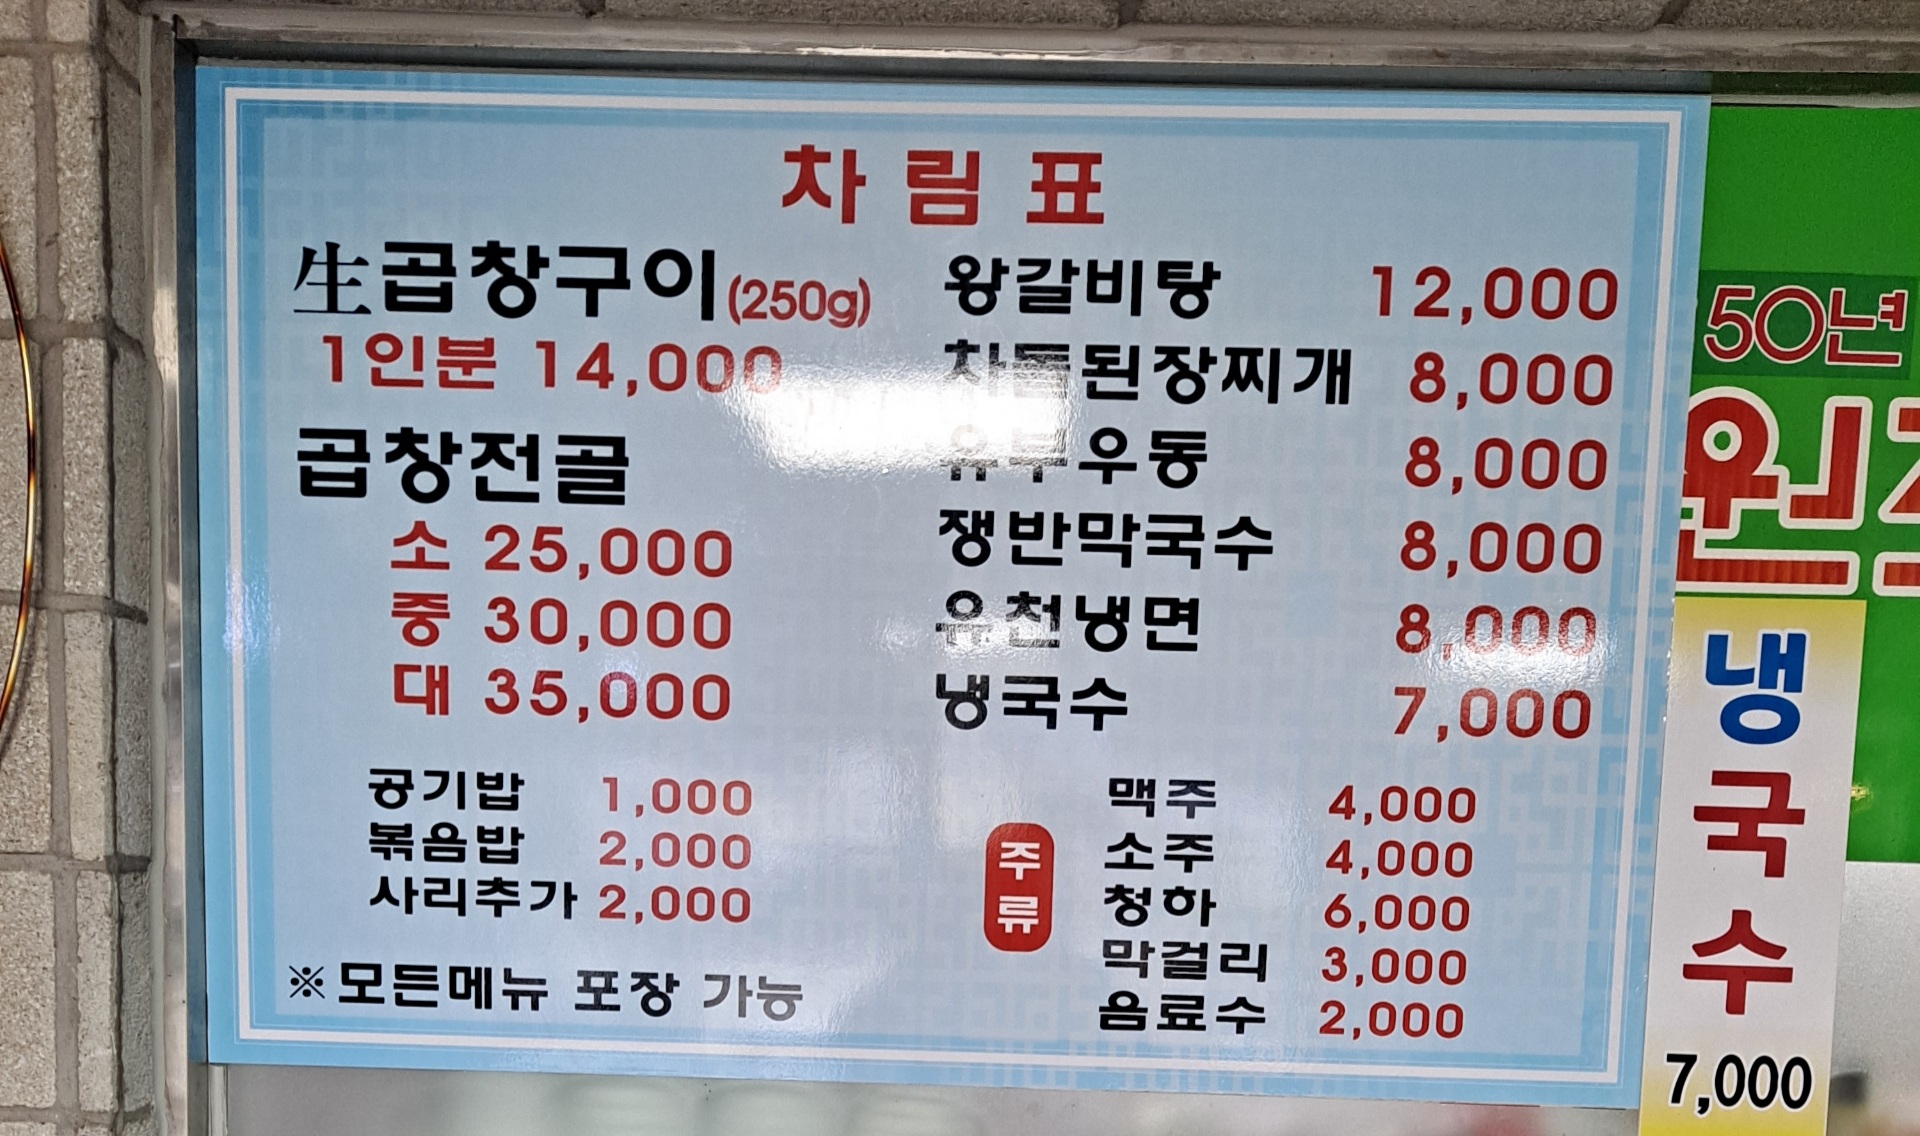 차림표
生곱창구이(250g)
1인분 14,000
곱창전골
소 25,000
중 30,000
대 35,000
공기밥 1,000
볶음밥 2,000
사리추가 2,000
※모든메뉴 포장 가능
왕갈비탕 12,000
차돌된장찌개 8,000
유부우동 8,000
쟁반막국수 8,000
유천냉면 8,000
냉국수 7,000
주류
맥주 4,000
소주 4,000
청하 6,000
막걸리 3,000
음료수 2,000
50년
원
냉국수
7,000